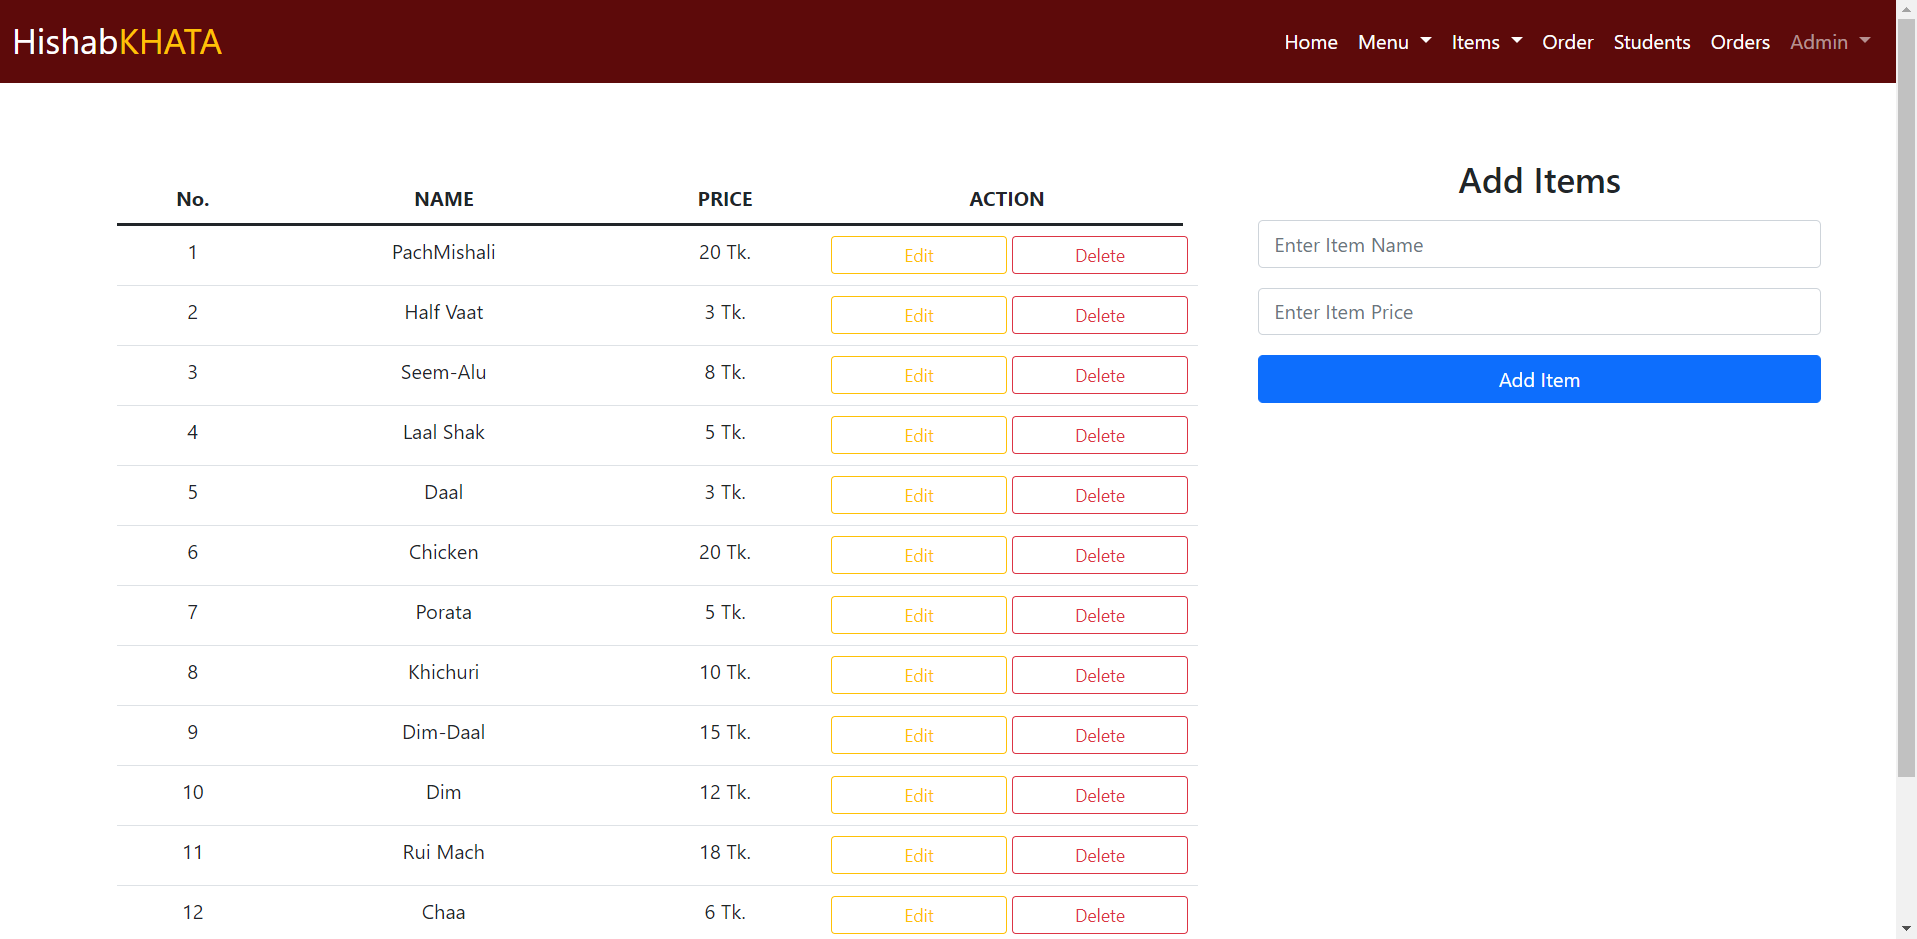 HishabKHATA Home Menu Items Order Students Orders Admin
No. NAME PRICE ACTION
1 PachMishali 20 Tk. Edit Delete
2 Half Vaat 3 Tk. Edit Delete
3 Seem-Alu 8 Tk. Edit Delete
4 Laal Shak 5 Tk. Edit Delete
5 Daal 3 Tk. Edit Delete
6 Chicken 20 Tk. Edit Delete
7 Porata 5 Tk. Edit Delete
8 Khichuri 10 Tk. Edit Delete
9 Dim-Daal 15 Tk. Edit Delete
10 Dim 12 Tk. Edit Delete
11 Rui Mach 18 Tk. Edit Delete
12 Chaa 6 Tk. Edit Delete
Add Items
Enter Item Name
Enter Item Price
Add Item